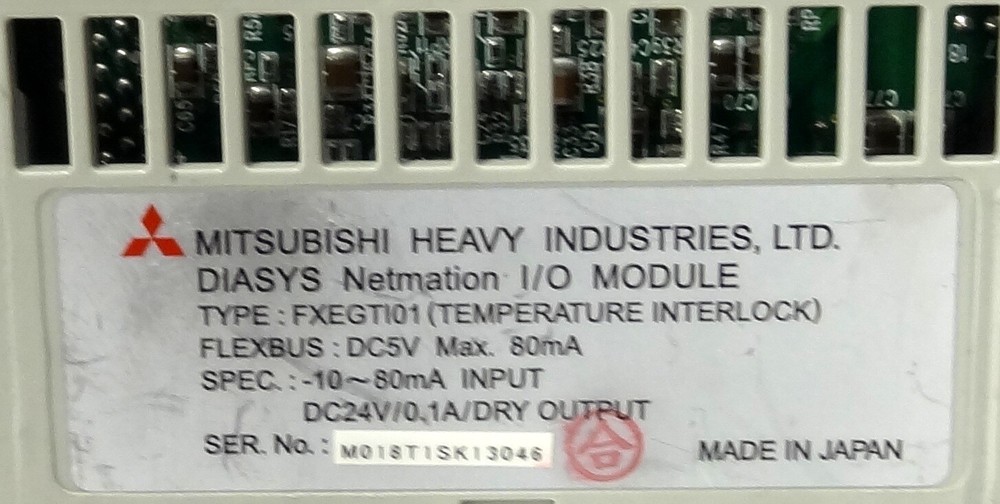 MITSUBISHI HEAVY INDUSTRIES, LTD.
DIASYS Netmation I/O MODULE
TYPE : FXEGTI01 (TEMPERATURE INTERLOCK)
FLEXBUS : DC5V Max. 80mA
SPEC. : -10～80mA INPUT
DC24V/0.1A/DRY OUTPUT
SER. No. : M018T1SK13046
合
MADE IN JAPAN